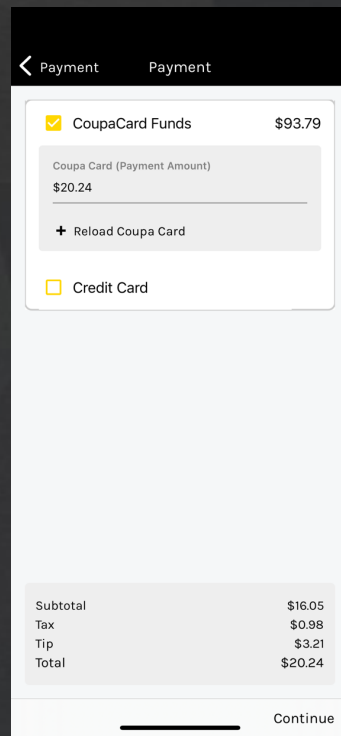 Payment Payment
CoupaCard Funds $93.79
Coupa Card (Payment Amount)
$20.24
+ Reload Coupa Card
Credit Card
Subtotal $16.05
Tax $0.98
Tip $3.21
Total $20.24
Continue